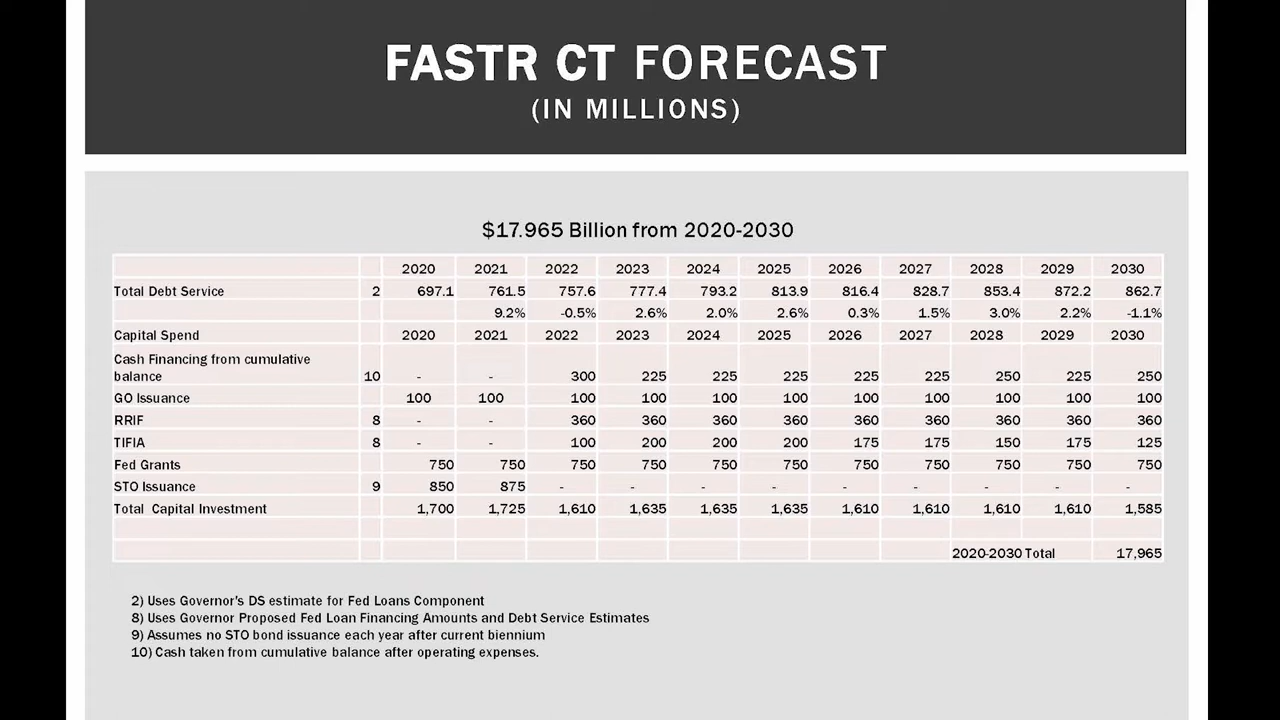 FASTR CT FORECAST
(IN MILLIONS)
$17.965 Billion from 2020-2030
2020 2021 2022 2023 2024 2025 2026 2027 2028 2029 2030
Total Debt Service 2 697.1 761.5 757.6 777.4 793.2 813.9 816.4 828.7 853.4 872.2 862.7
9.2% -0.5% 2.6% 2.0% 2.6% 0.3% 1.5% 3.0% 2.2% -1.1%
Capital Spend 2020 2021 2022 2023 2024 2025 2026 2027 2028 2029 2030
Cash Financing from cumulative
balance 10 - - 300 225 225 225 225 225 250 225 250
GO Issuance 100 100 100 100 100 100 100 100 100 100 100
RRIF 8 - - 360 360 360 360 360 360 360 360 360
TIFIA 8 - - 100 200 200 200 175 175 150 175 125
Fed Grants 750 750 750 750 750 750 750 750 750 750 750
STO Issuance 9 850 875 - - - - - - - - -
Total Capital Investment 1,700 1,725 1,610 1,635 1,635 1,635 1,610 1,610 1,610 1,610 1,585
2020-2030 Total 17,965
2) Uses Governor's DS estimate for Fed Loans Component
8) Uses Governor Proposed Fed Loan Financing Amounts and Debt Service Estimates
9) Assumes no STO bond issuance each year after current biennium
10) Cash taken from cumulative balance after operating expenses.